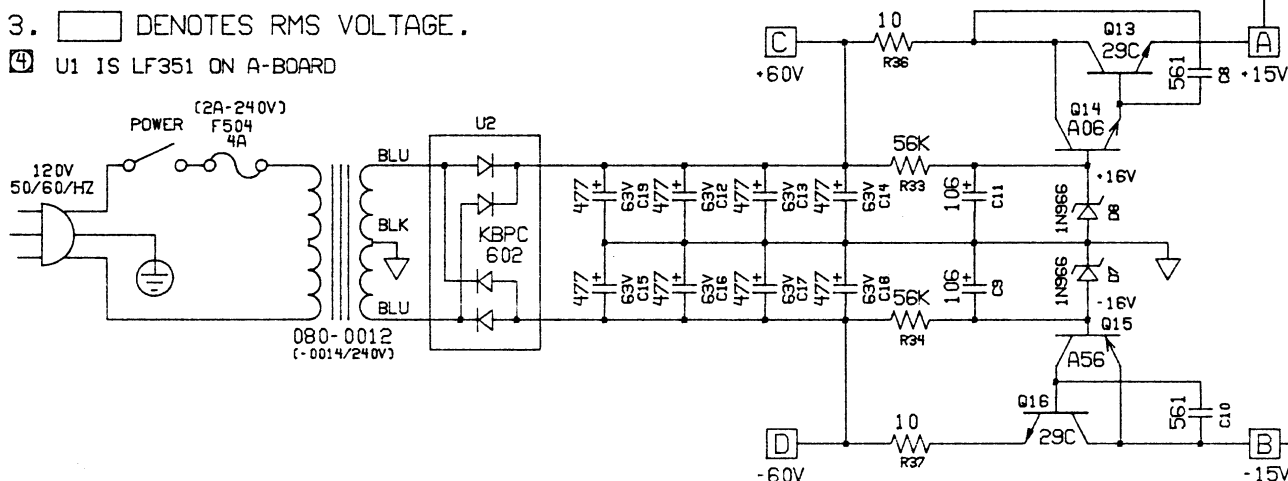 3. DENOTES RMS VOLTAGE.
4 U1 IS LF351 ON A-BOARD
(2A-240V)
POWER
F504
4A
120V
50/60/HZ
080-0012
(-0014/240V)
BLU
BLK
BLU
U2
KBPC
602
477 + 63V C19
477 + 63V C12
477 + 63V C13
477 + 63V C14
477 + 63V C15
477 + 63V C16
477 + 63V C17
477 + 63V C18
C
+60V
10
R36
56K
R33
106 + C11
Q13
29C
561
C8
A
+15V
Q14
A06
+16V
1N966
D8
1N966
D7
-16V
56K
R34
106 + C9
Q15
A56
Q16
29C
561
C10
D
-60V
10
R37
B
-15V